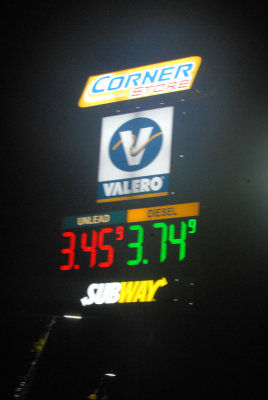 CORNER
STORE
V
VALERO
UNLEAD DIESEL
3.45 9 3.74 9
SUBWAY